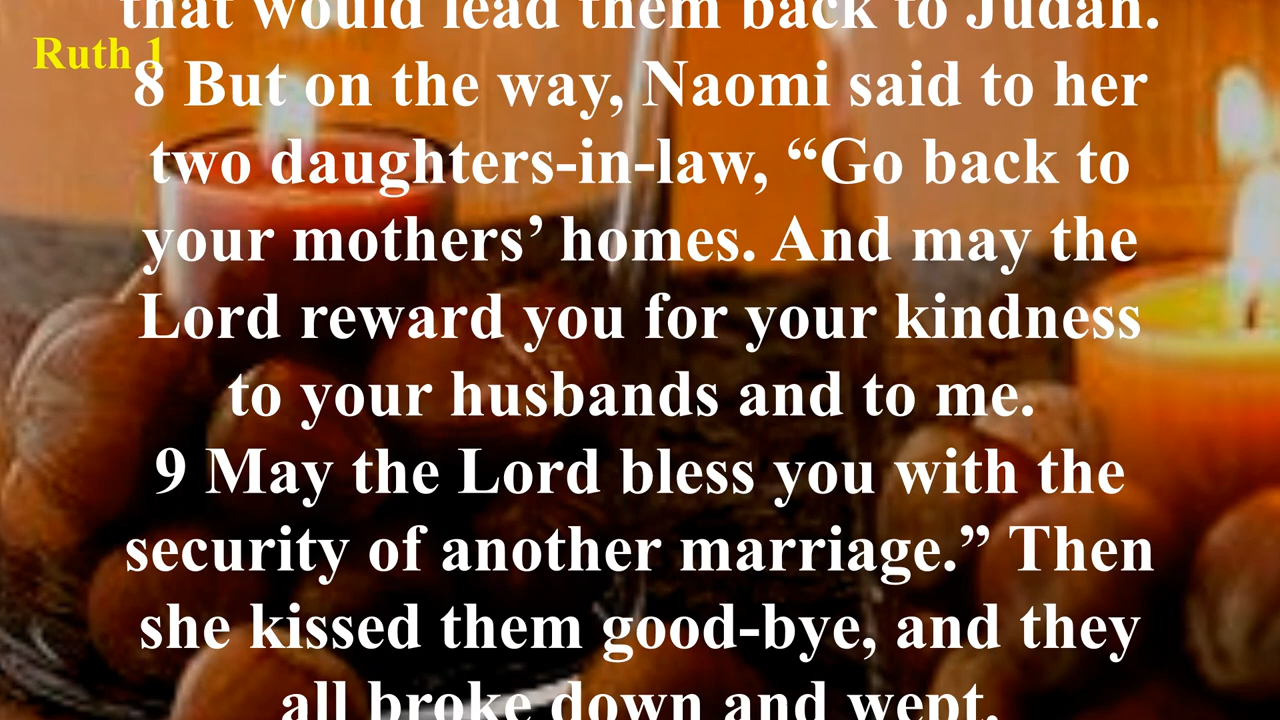 that would lead them back to Judah.
Ruth 1
8 But on the way, Naomi said to her
two daughters-in-law, “Go back to
your mothers’ homes. And may the
Lord reward you for your kindness
to your husbands and to me.
9 May the Lord bless you with the
security of another marriage.” Then
she kissed them good-bye, and they
all broke down and wept.